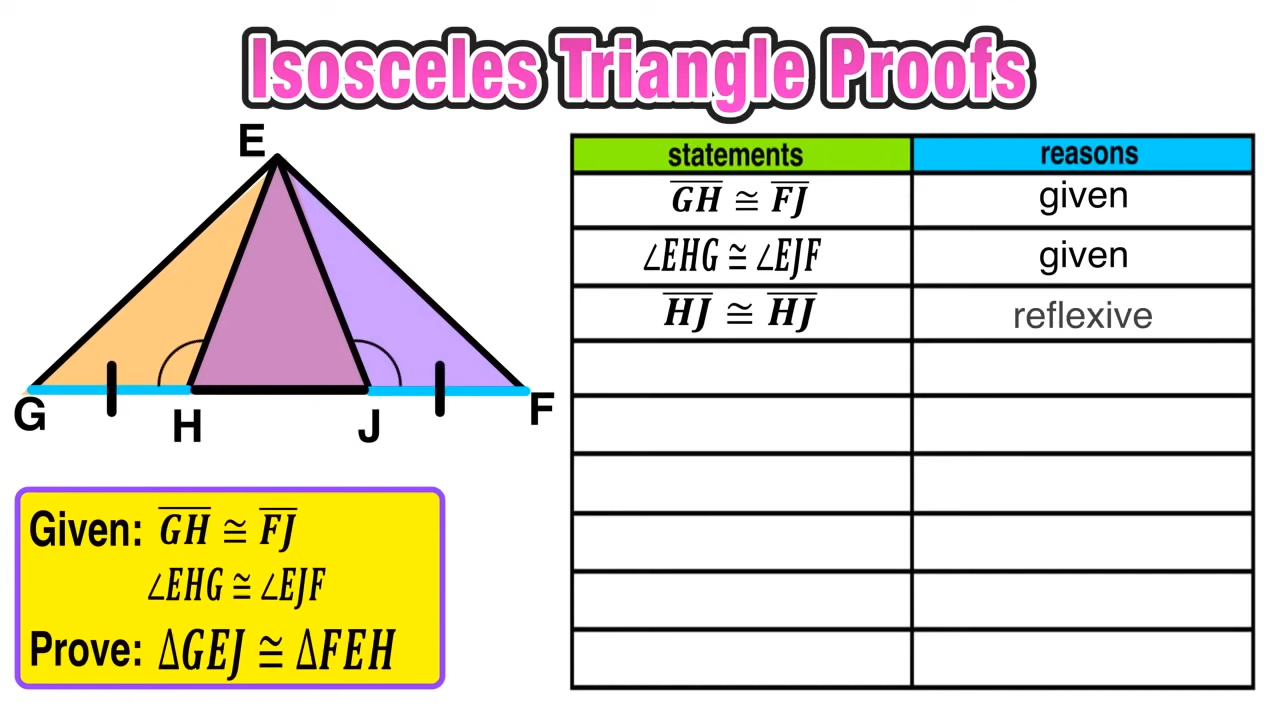 Isosceles Triangle Proofs
E
G
H
J
F
Given: GH ≅ FJ
∠EHG ≅ ∠EJF
Prove: ΔGEJ ≅ ΔFEH
statements reasons
GH ≅ FJ given
∠EHG ≅ ∠EJF given
HJ ≅ HJ reflexive